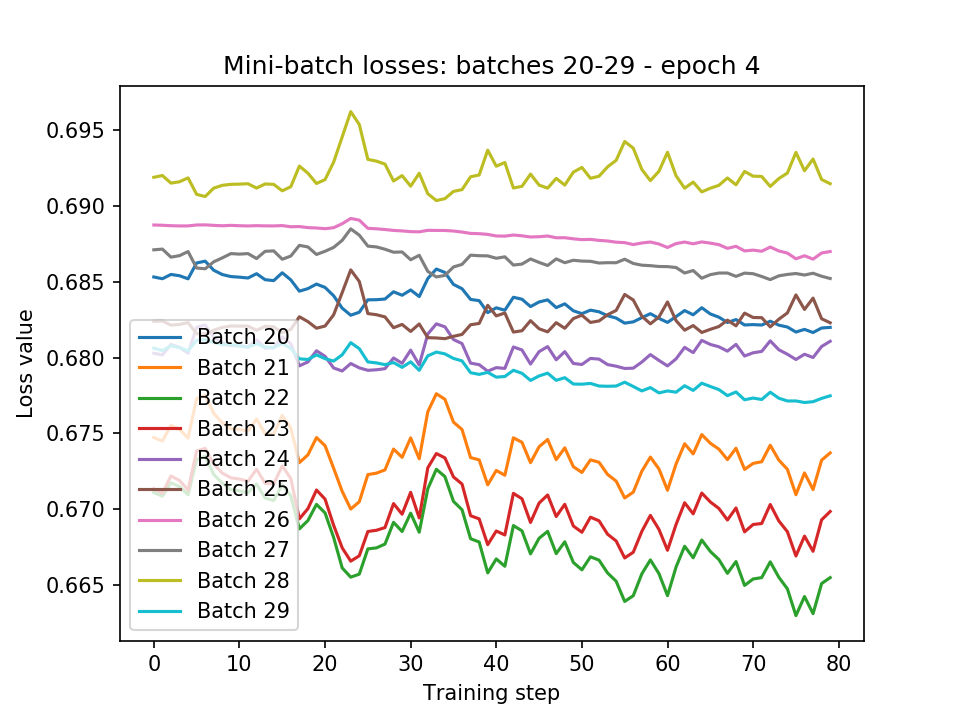 Mini-batch losses: batches 20-29 - epoch 4
Loss value
0.695
0.690
0.685
0.680
0.675
0.670
0.665
Batch 20
Batch 21
Batch 22
Batch 23
Batch 24
Batch 25
Batch 26
Batch 27
Batch 28
Batch 29
0 10 20 30 40 50 60 70 80
Training step